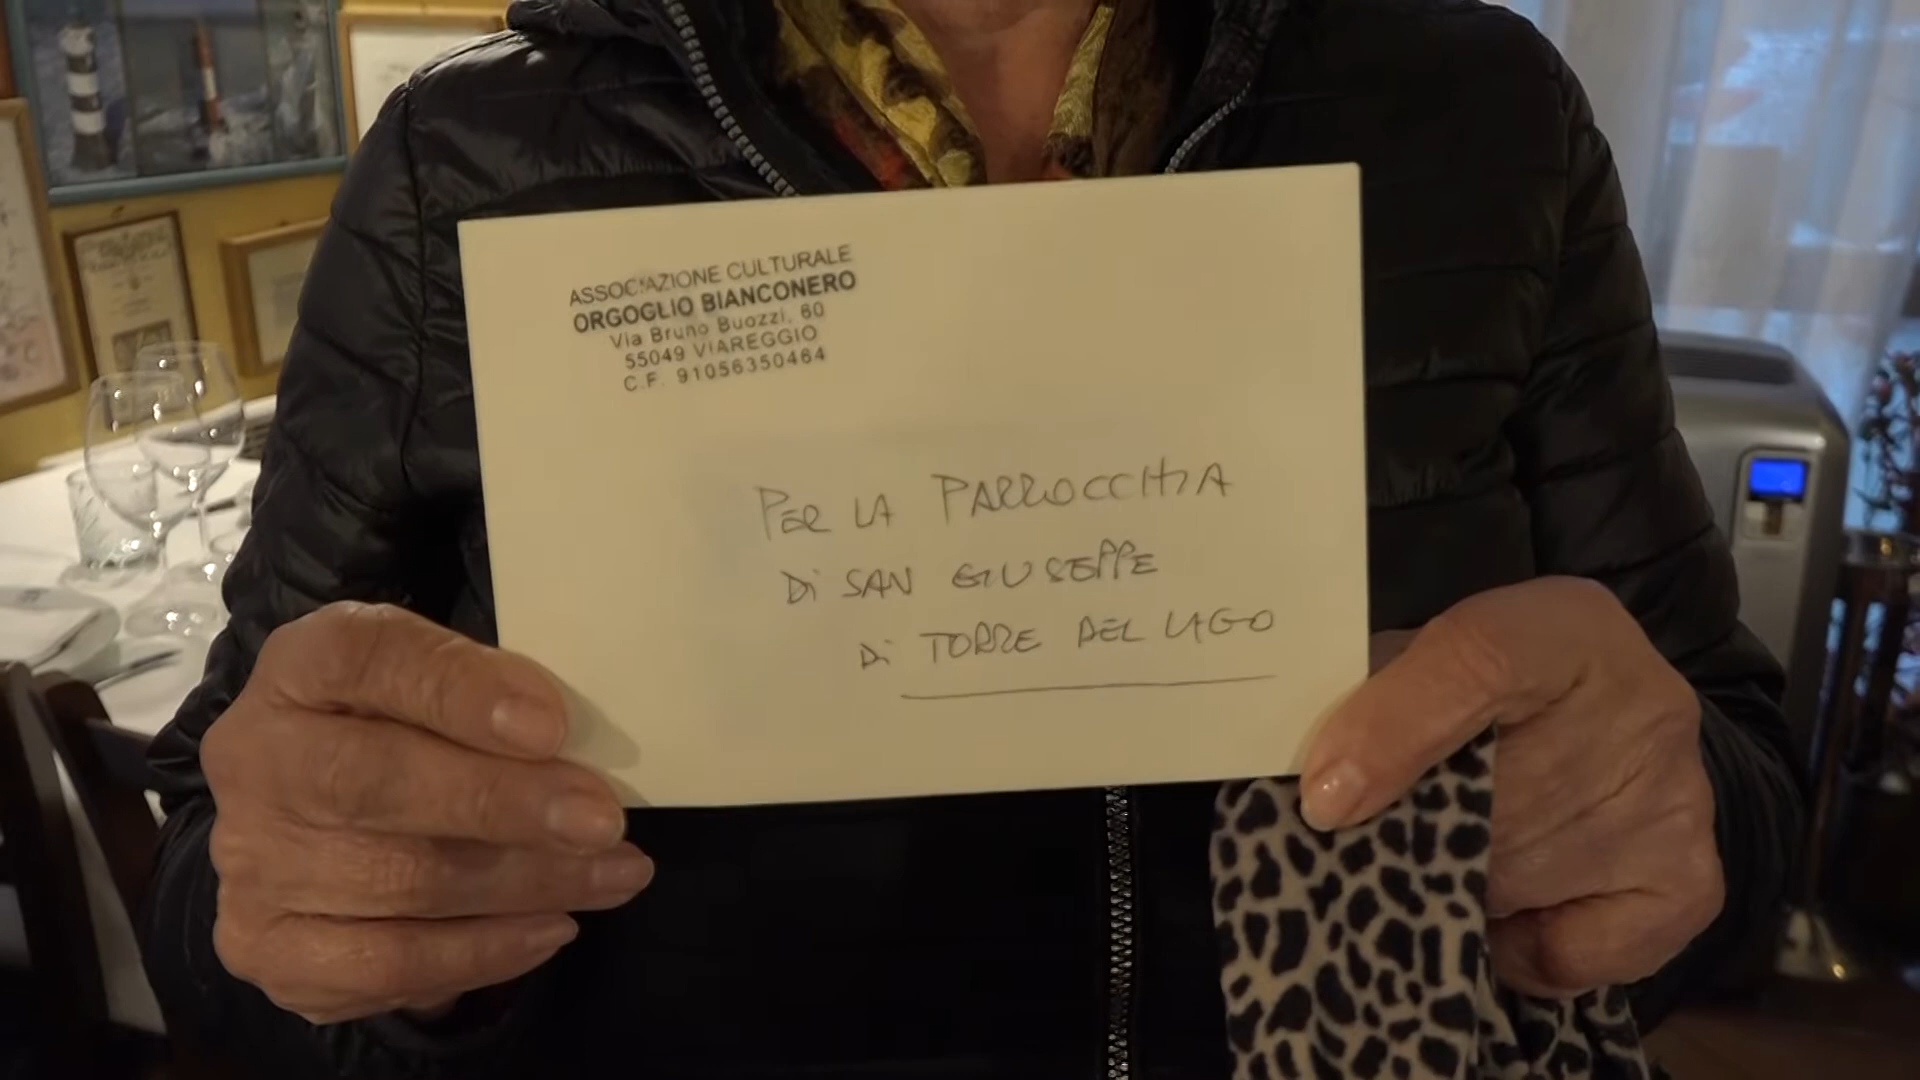 ASSOCIAZIONE CULTURALE
ORGOGLIO BIANCONERO
Via Bruno Buozzi, 60
55049 VIAREGGIO
C.F. 91056350464
PER LA PARROCCHIA
Di SAN GIUSEPPE
Di TORRE DEL LAGO